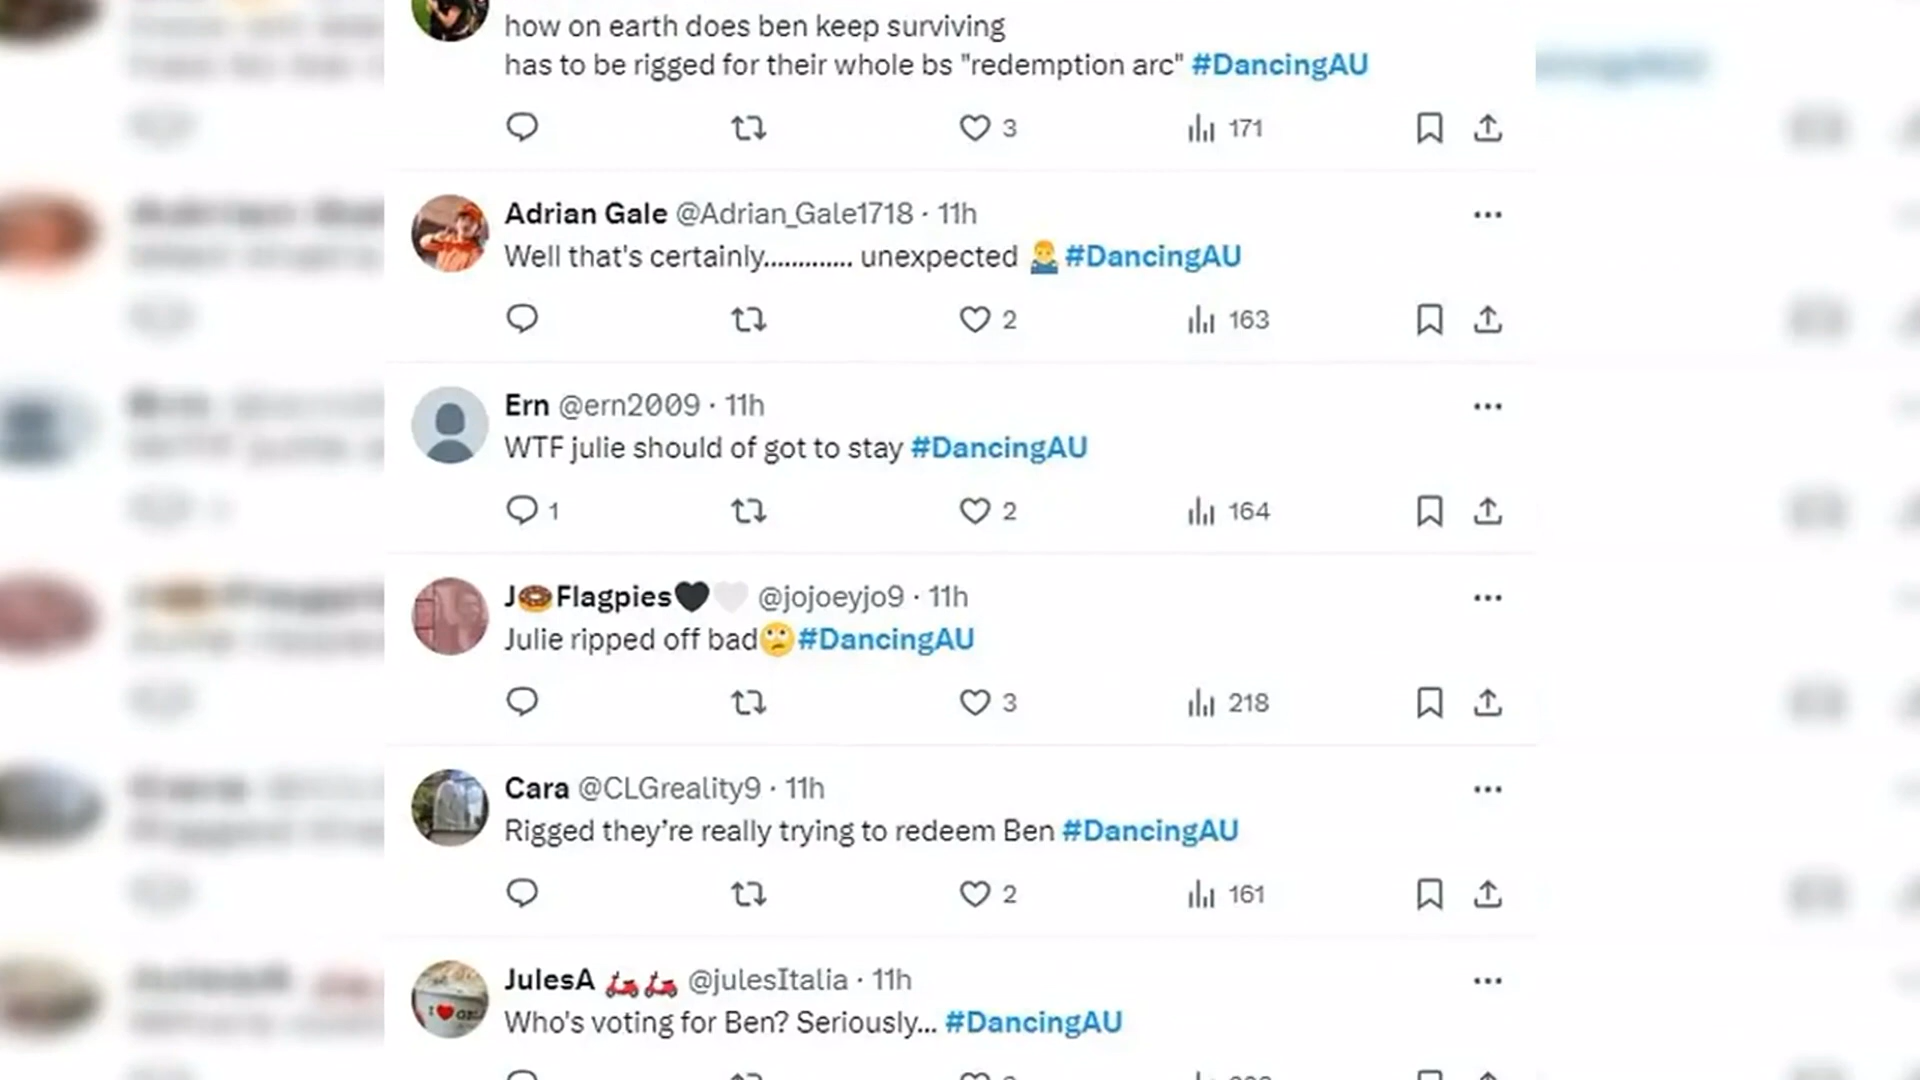 how on earth does ben keep surviving
has to be rigged for their whole bs "redemption arc" #DancingAU
3 171
Adrian Gale @Adrian_Gale1718 · 11h
Well that's certainly............. unexpected 🤷‍♂️ #DancingAU
2 163
Ern @ern2009 · 11h
WTF julie should of got to stay #DancingAU
1 2 164
J🍩Flagpies🖤🤍 @jojoeyjo9 · 11h
Julie ripped off bad🙄#DancingAU
3 218
Cara @CLGreality9 · 11h
Rigged they’re really trying to redeem Ben #DancingAU
2 161
JulesA 🛵🛵 @julesItalia · 11h
I ❤
Who's voting for Ben? Seriously... #DancingAU